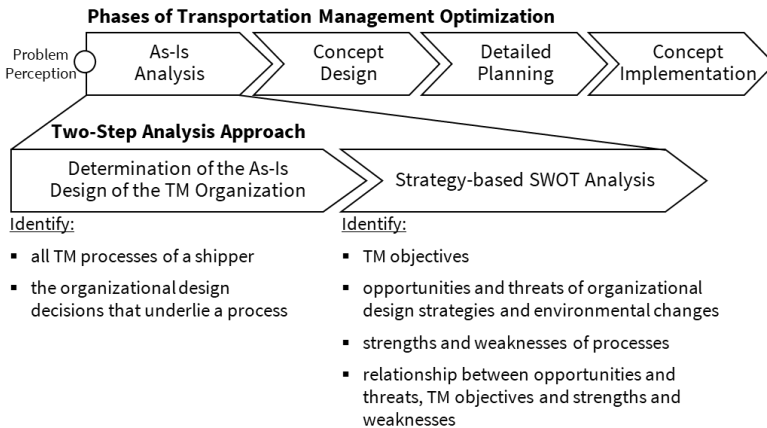 Phases of Transportation Management Optimization
Problem
Perception
As-Is
Analysis
Concept
Design
Detailed
Planning
Concept
Implementation
Two-Step Analysis Approach
Determination of the As-Is
Design of the TM Organization
Strategy-based SWOT Analysis
Identify:
▪ all TM processes of a shipper
▪ the organizational design
decisions that underlie a process
Identify:
▪ TM objectives
▪ opportunities and threats of organizational
design strategies and environmental changes
▪ strengths and weaknesses of processes
▪ relationship between opportunities and
threats, TM objectives and strengths and
weaknesses